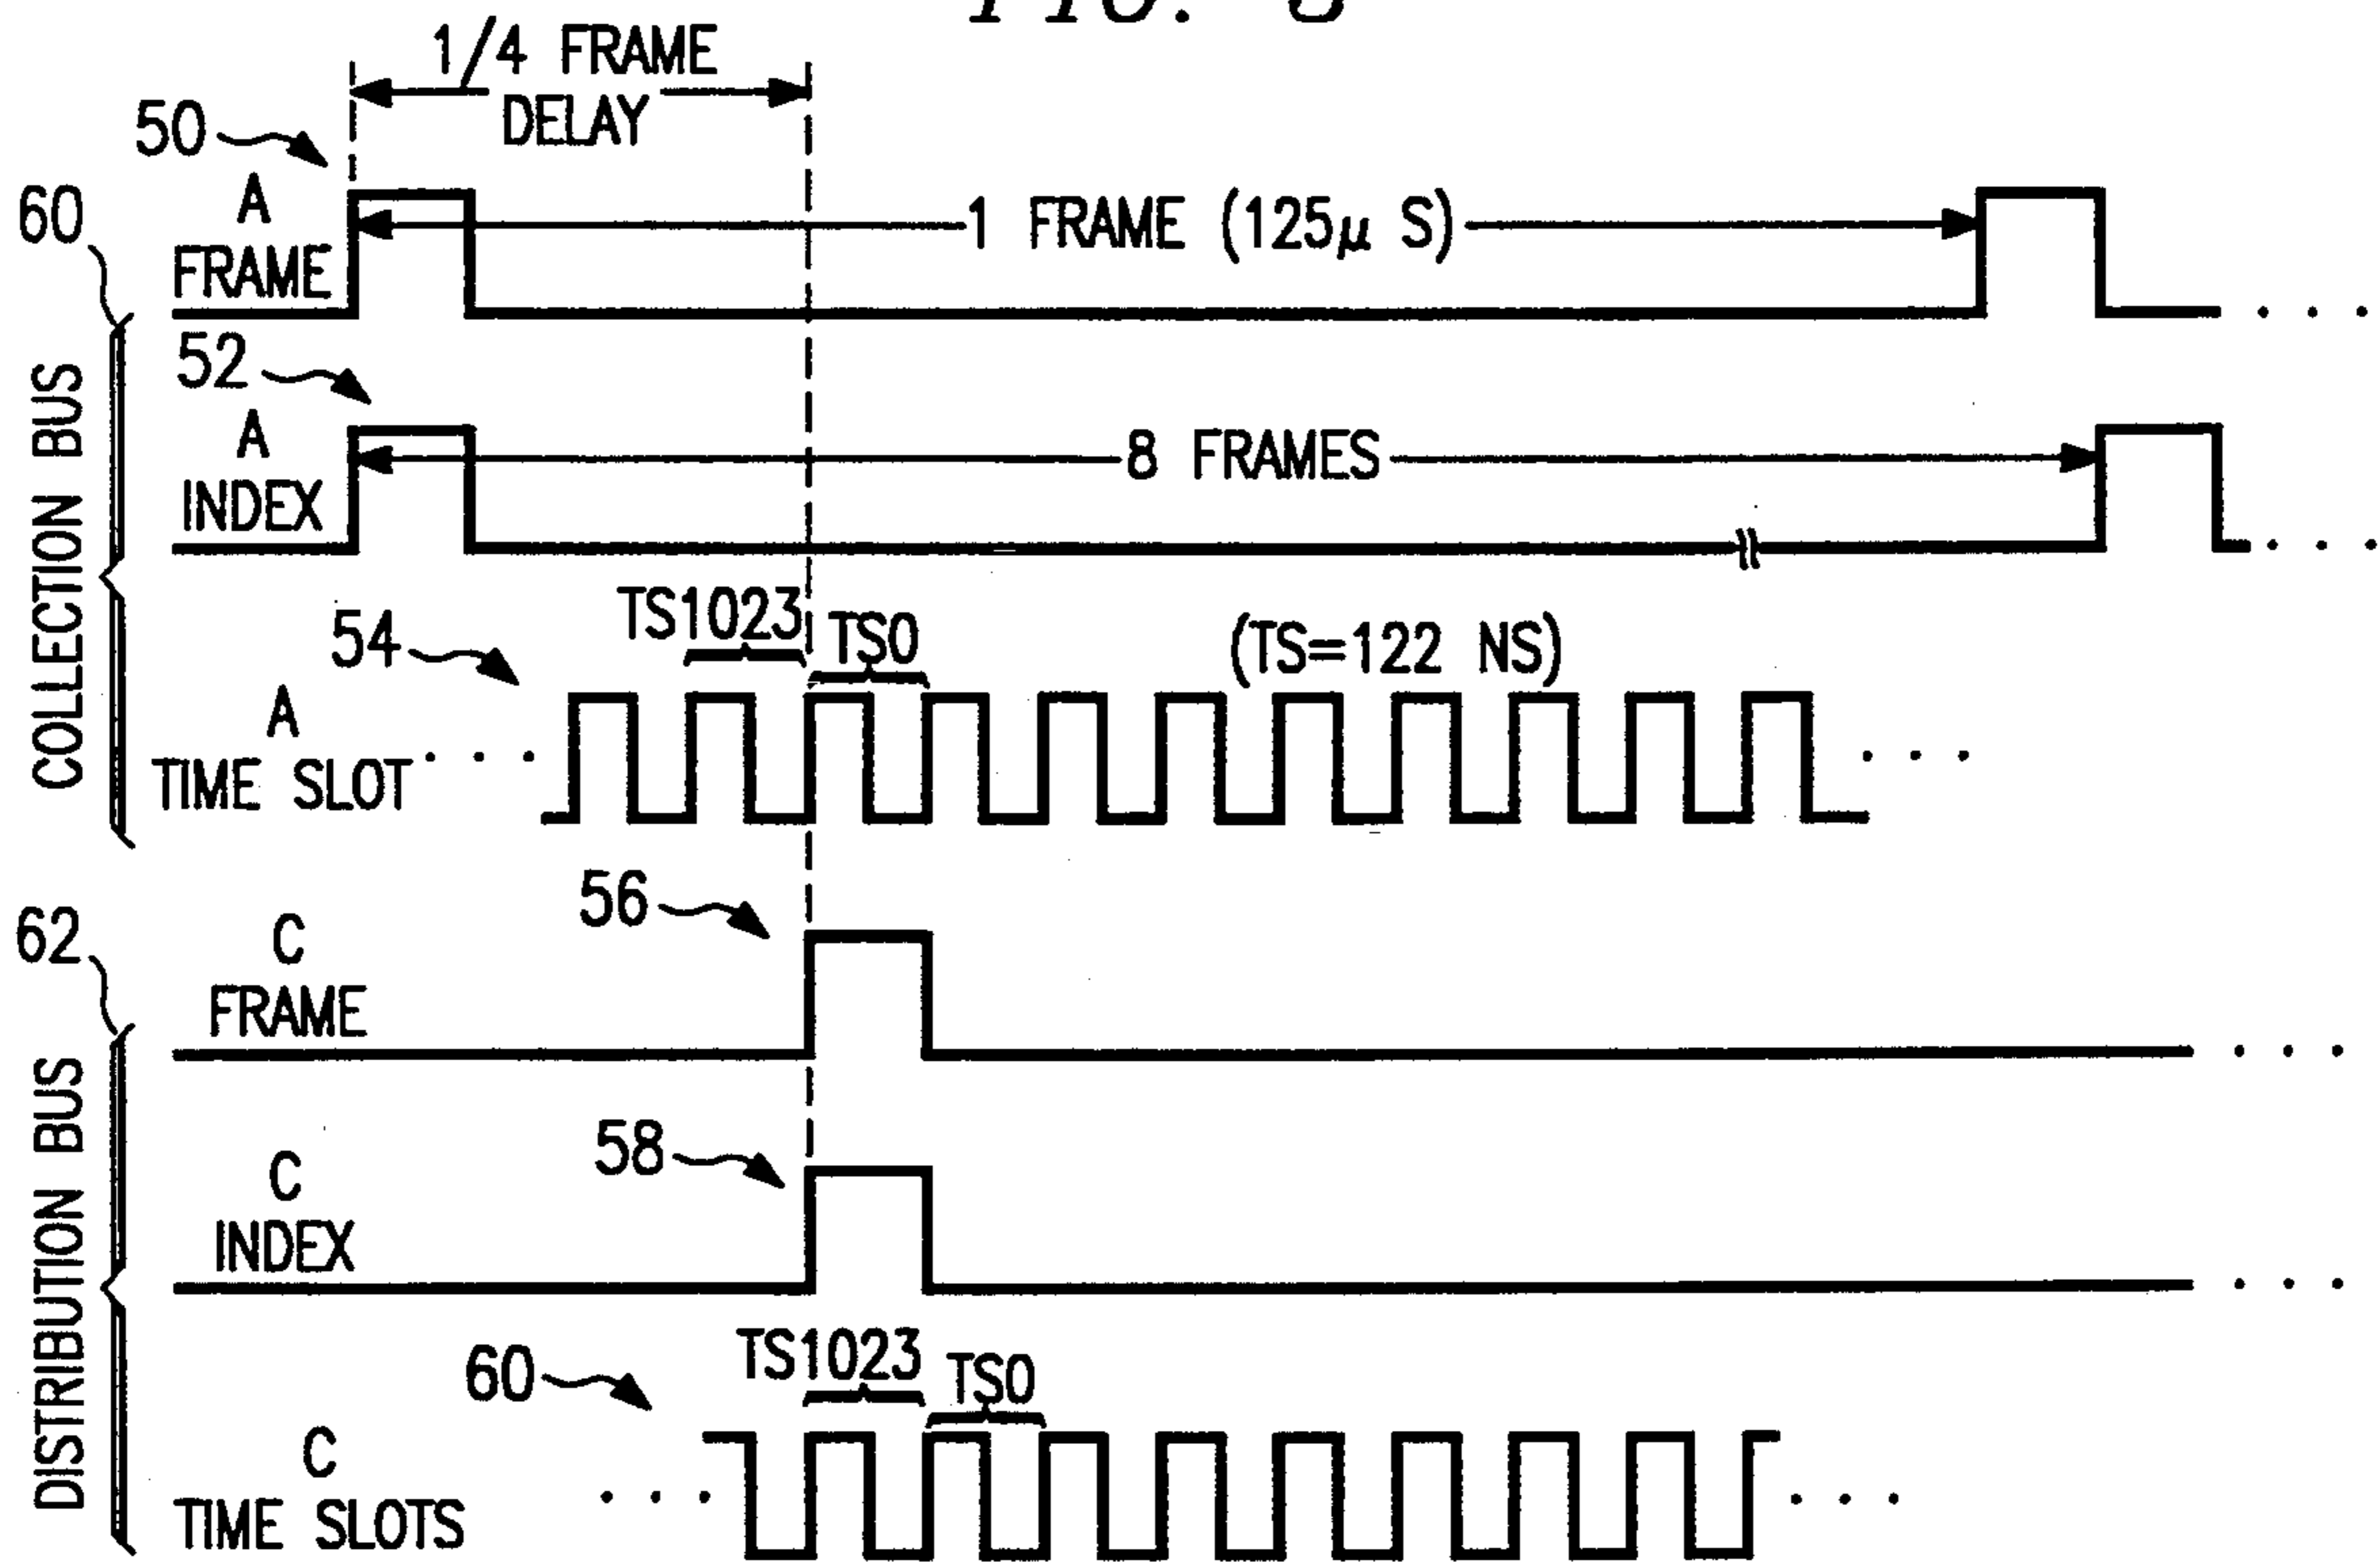 1/4 FRAME
DELAY
50
60
A
FRAME
1 FRAME (125μ S)
52
A
INDEX
8 FRAMES
COLLECTION BUS
TS1023
TS0
(TS=122 NS)
54
A
TIME SLOT
56
62
C
FRAME
58
C
INDEX
DISTRIBUTION BUS
TS1023
TS0
60
C
TIME SLOTS